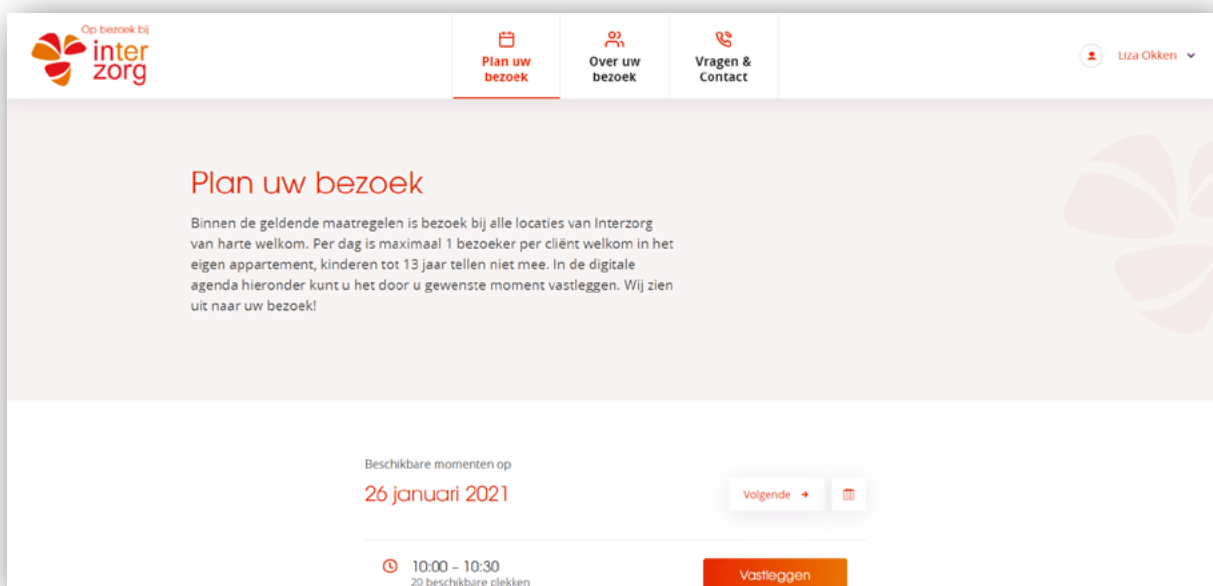 Op bezoek bij
inter
zorg
Plan uw
bezoek
Over uw
bezoek
Vragen &
Contact
Liza Okken
Plan uw bezoek
Binnen de geldende maatregelen is bezoek bij alle locaties van Interzorg
van harte welkom. Per dag is maximaal 1 bezoeker per cliënt welkom in het
eigen appartement, kinderen tot 13 jaar tellen niet mee. In de digitale
agenda hieronder kunt u het door u gewenste moment vastleggen. Wij zien
uit naar uw bezoek!
Beschikbare momenten op
26 januari 2021
Volgende →
10:00 – 10:30
20 beschikbare plekken
Vastleggen